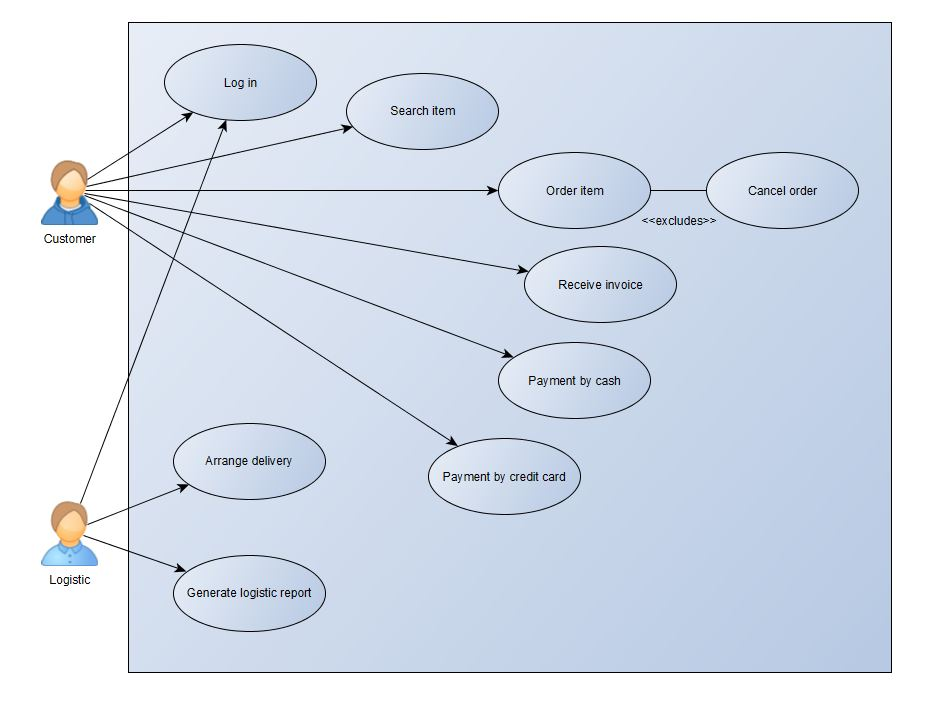 Log in
Search item
Order item
Cancel order
<<excludes>>
Customer
Receive invoice
Payment by cash
Arrange delivery
Payment by credit card
Logistic
Generate logistic report